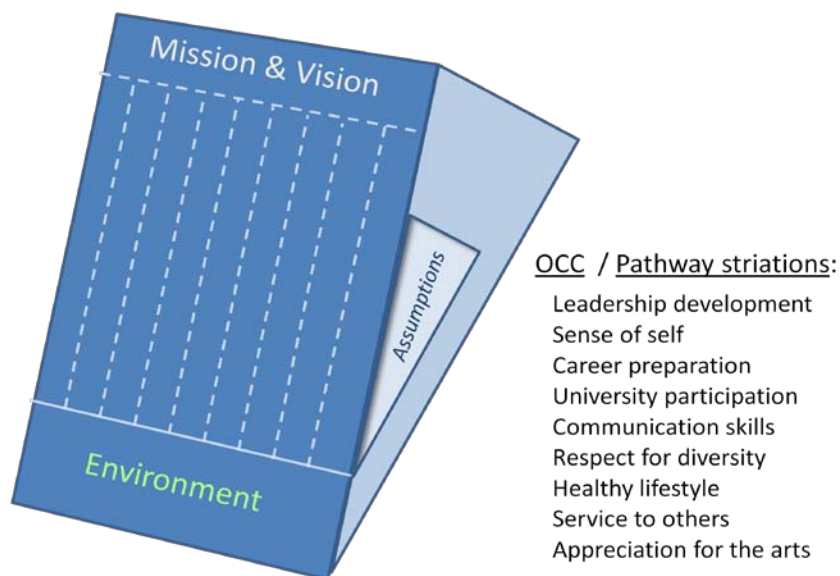 Mission & Vision
Assumptions
Environment
OCC / Pathway striations:
Leadership development
Sense of self
Career preparation
University participation
Communication skills
Respect for diversity
Healthy lifestyle
Service to others
Appreciation for the arts